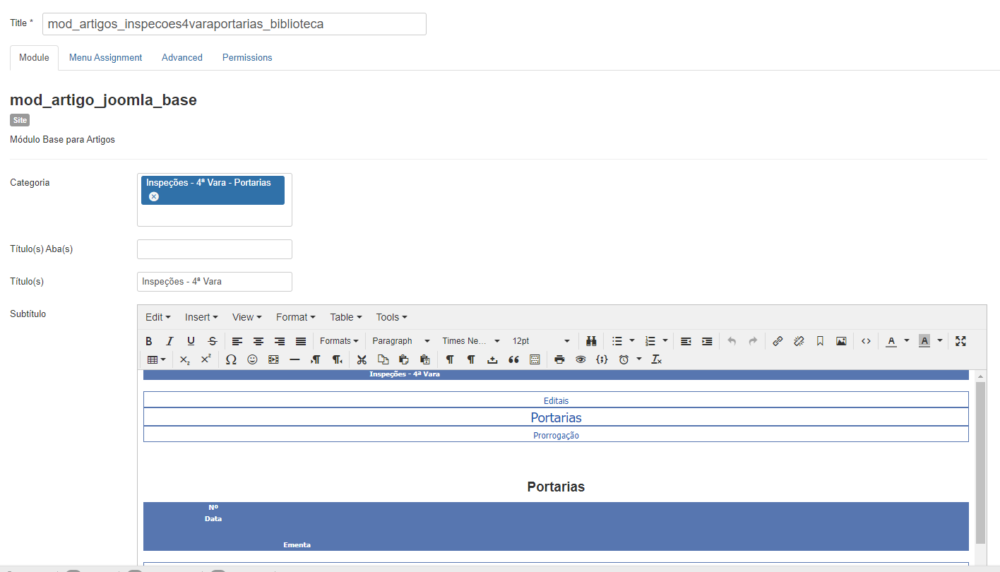 Title * mod_artigos_inspecoes4varaportarias_biblioteca
Module Menu Assignment Advanced Permissions
mod_artigo_joomla_base
Site
Módulo Base para Artigos
Categoria Inspeções - 4ª Vara - Portarias
Título(s) Aba(s)
Título(s) Inspeções - 4ª Vara
Subtítulo
Edit Insert View Format Table Tools
B I U S Formats Paragraph Times Ne... 12pt A A
Inspeções - 4ª Vara
Editais
Portarias
Prorrogação
Portarias
Nº
Data
Ementa